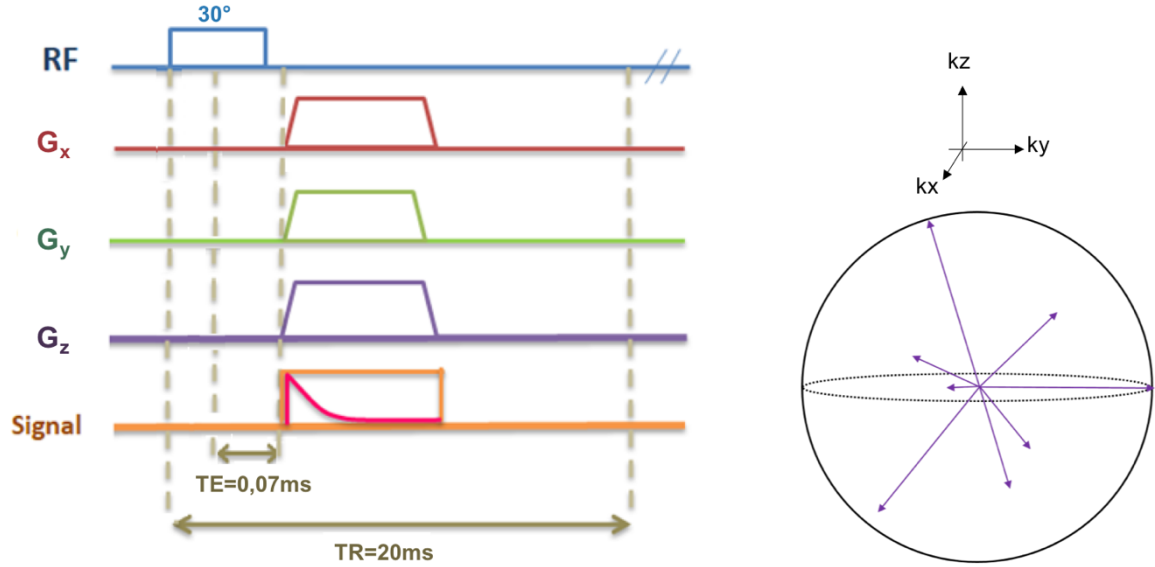 30°
RF
Gx
Gy
Gz
Signal
TE=0,07ms
TR=20ms
kz
ky
kx